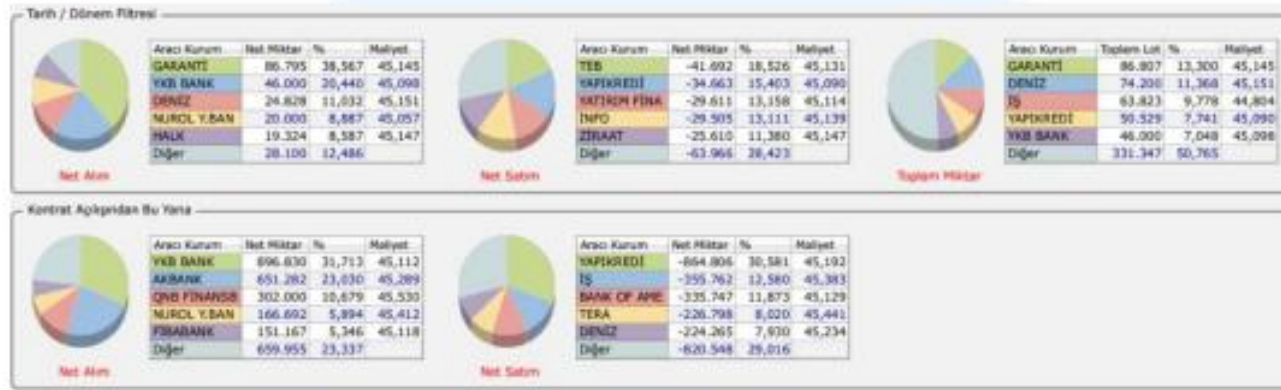 Tarih / Dönem Filtresi
Aracı Kurum Net Miktar % Maliyet
GARANTİ 86.795 38,567 45,145
YKB BANK 46.000 20,440 45,098
DENİZ 24.828 11,032 45,151
NUROL Y.BAN 20.000 8,887 45,057
HALK 19.324 8,587 45,147
Diğer 28.100 12,486
Net Alım
Aracı Kurum Net Miktar % Maliyet
TEB -41.692 18,526 45,131
YAPIKREDİ -34.663 15,403 45,090
YATIRIM FİNA -29.611 13,158 45,114
İNFO -29.505 13,111 45,139
ZİRAAT -25.610 11,380 45,147
Diğer -63.966 28,423
Net Satım
Aracı Kurum Toplam Lot % Maliyet
GARANTİ 86.807 13,300 45,145
DENİZ 74.200 11,368 45,151
İŞ 63.823 9,778 44,804
YAPIKREDİ 50.529 7,741 45,090
YKB BANK 46.000 7,048 45,098
Diğer 331.347 50,765
Toplam Miktar
Kontrat Açılışından Bu Yana
Aracı Kurum Net Miktar % Maliyet
YKB BANK 896.830 31,713 45,112
AKBANK 651.282 23,030 45,289
QNB FİNANSB 302.000 10,679 45,530
NUROL Y.BAN 166.692 5,894 45,412
FİBABANK 151.167 5,346 45,118
Diğer 659.955 23,337
Net Alım
Aracı Kurum Net Miktar % Maliyet
YAPIKREDİ -864.806 30,581 45,192
İŞ -355.762 12,580 45,383
BANK OF AME -335.747 11,873 45,129
TERA -226.798 8,020 45,441
DENİZ -224.265 7,930 45,234
Diğer -820.548 29,016
Net Satım